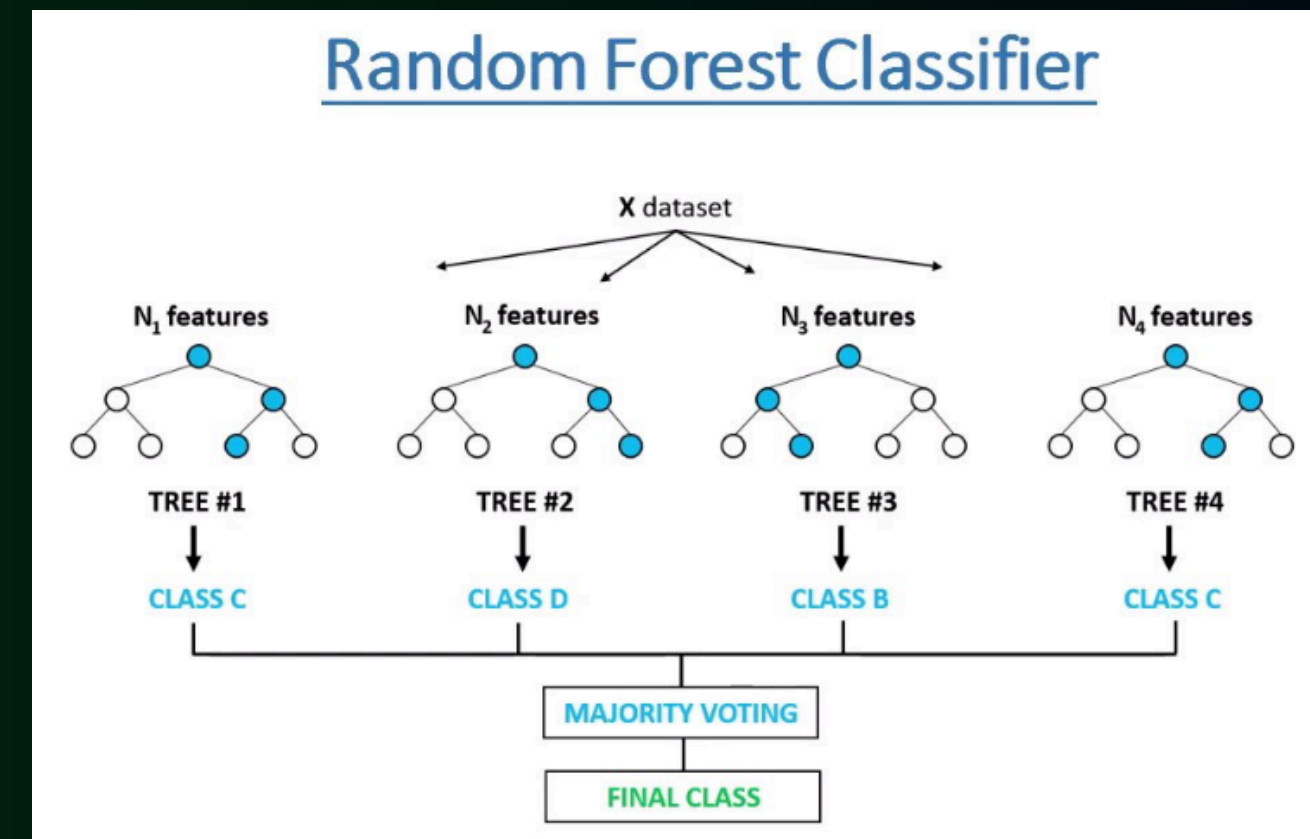 Random Forest Classifier
X dataset
N₁ features N₂ features N₃ features N₄ features
TREE #1 TREE #2 TREE #3 TREE #4
CLASS C CLASS D CLASS B CLASS C
MAJORITY VOTING
FINAL CLASS